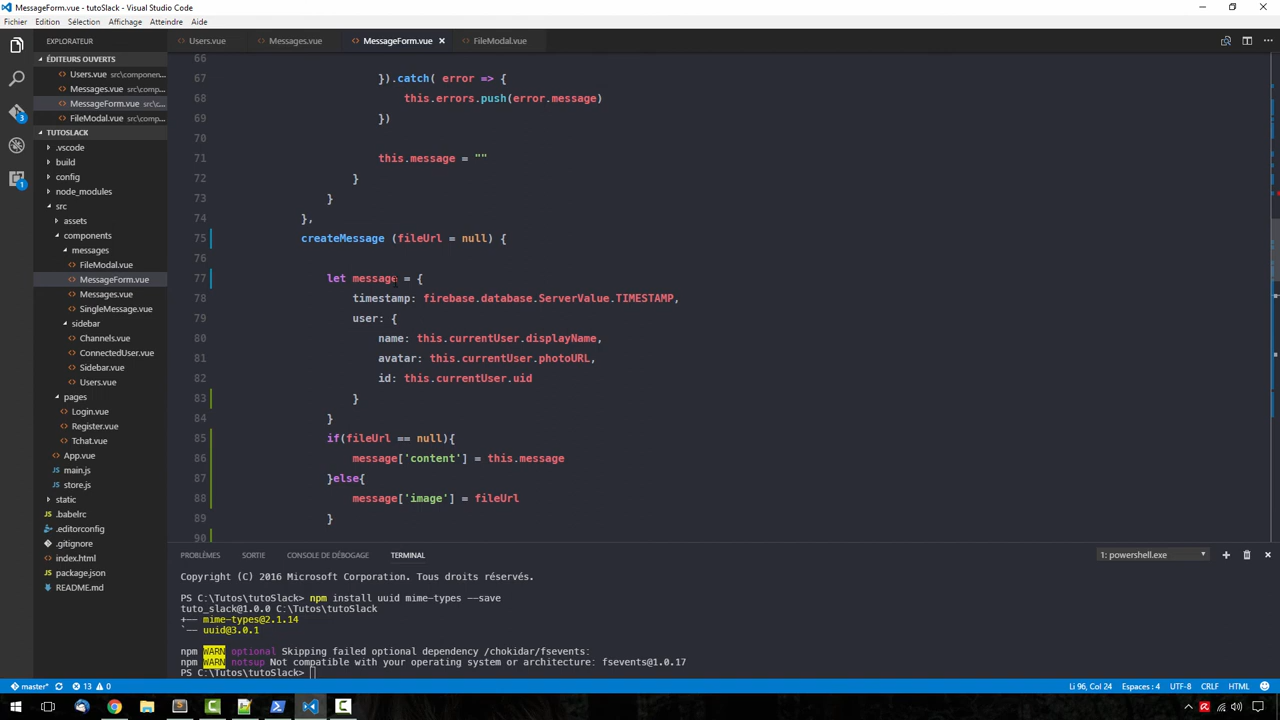 MessageForm.vue - tutoSlack - Visual Studio Code
Fichier Edition Sélection Affichage Atteindre Aide
EXPLORATEUR
Users.vue Messages.vue MessageForm.vue × FileModal.vue
ÉDITEURS OUVERTS
Users.vue src\componen...
Messages.vue src\comp...
MessageForm.vue src\c...
FileModal.vue src\comp...
TUTOSLACK
.vscode
build
config
node_modules
src
assets
components
messages
FileModal.vue
MessageForm.vue
Messages.vue
SingleMessage.vue
sidebar
Channels.vue
ConnectedUser.vue
Sidebar.vue
Users.vue
pages
Login.vue
Register.vue
Tchat.vue
App.vue
main.js
store.js
static
.babelrc
.editorconfig
.gitignore
index.html
package.json
README.md
3
1
66
67 }).catch( error => {
68 this.errors.push(error.message)
69 })
70
71 this.message = ""
72 }
73 }
74 },
75 createMessage (fileUrl = null) {
76
77 let message = {
78 timestamp: firebase.database.ServerValue.TIMESTAMP,
79 user: {
80 name: this.currentUser.displayName,
81 avatar: this.currentUser.photoURL,
82 id: this.currentUser.uid
83 }
84 }
85 if(fileUrl == null){
86 message['content'] = this.message
87 }else{
88 message['image'] = fileUrl
89 }
90
PROBLÈMES SORTIE CONSOLE DE DÉBOGAGE TERMINAL 1: powershell.exe
Copyright (C) 2016 Microsoft Corporation. Tous droits réservés.
PS C:\Tutos\tutoSlack> npm install uuid mime-types --save
tuto_slack@1.0.0 C:\Tutos\tutoSlack
+-- mime-types@2.1.14
`-- uuid@3.0.1
npm WARN optional Skipping failed optional dependency /chokidar/fsevents:
npm WARN notsup Not compatible with your operating system or architecture: fsevents@1.0.17
PS C:\Tutos\tutoSlack>
master* 13 0 Li 96, Col 24 Espaces : 4 UTF-8 CRLF HTML